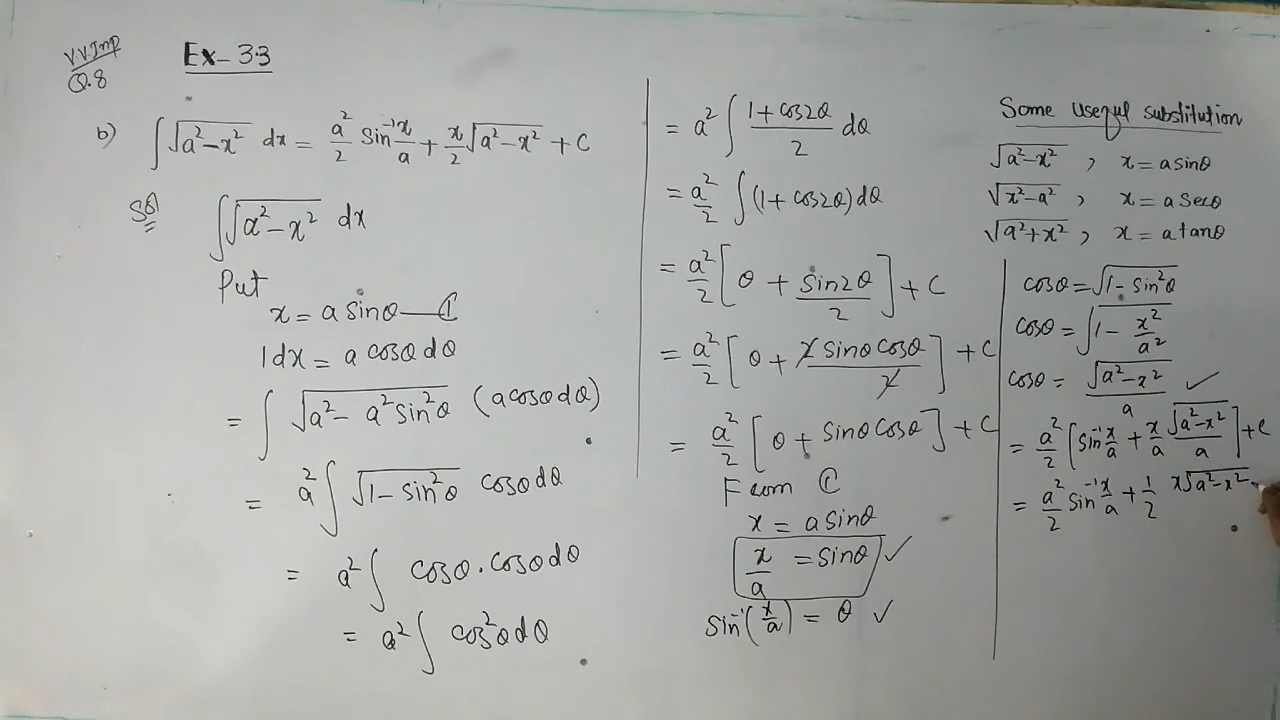 V.V.Imp
Q.8
Ex-3.3
b) ∫√(a²-x²) dx = a²/2 Sin⁻¹ x/a + x/2 √(a²-x²) + C
Sol
∫√(a²-x²) dx
Put
x = a sinθ — (i)
1dx = a cosθ dθ
= ∫ √(a²- a²sin²θ) (a cosθ dθ)
= a² ∫ √(1-sin²θ) cosθ dθ
= a² ∫ cosθ . cosθ dθ
= a² ∫ cos²θ dθ
= a² ∫ (1+cos2θ)/2 dθ
= a²/2 ∫ (1+cos2θ) dθ
= a²/2 [θ + sin2θ/2] + C
= a²/2 [θ + 2 sinθ cosθ/2] + C
= a²/2 [θ + sinθ cosθ] + C
From (i)
x = a sinθ
x/a = sinθ ✓
Sin⁻¹(x/a) = θ ✓
Some useful substitution
√(a²-x²) , x = a sinθ
√(x²-a²) , x = a secθ
√(a²+x²) , x = a tanθ
cosθ = √(1-sin²θ)
cosθ = √(1 - x²/a²)
cosθ = √(a²-x²)/a ✓
= a²/2 [sin⁻¹ x/a + x/a √(a²-x²)/a] + c
= a²/2 Sin⁻¹ x/a + 1/2 x√(a²-x²)